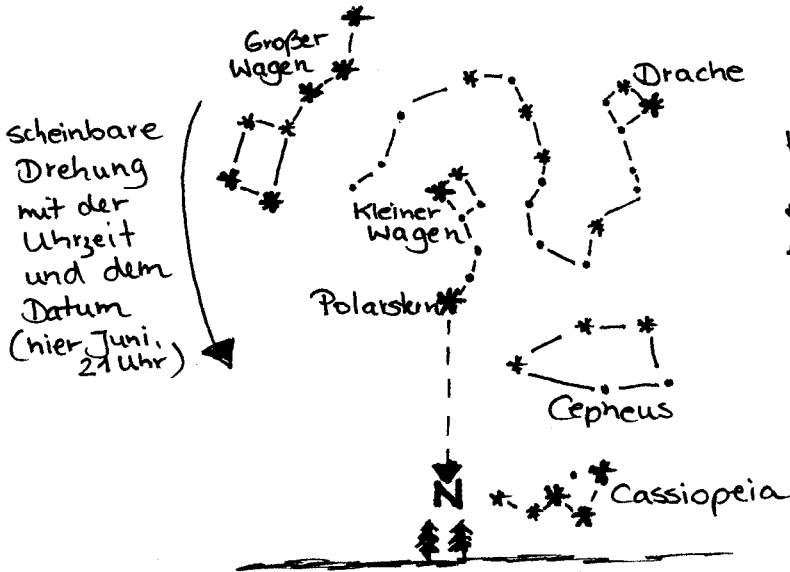 Großer
Wagen
Drache
scheinbare
Drehung
mit der
Uhrzeit
und dem
Datum
(hier Juni,
21 Uhr)
Kleiner
Wagen
Polarstern
Cepheus
N
Cassiopeia